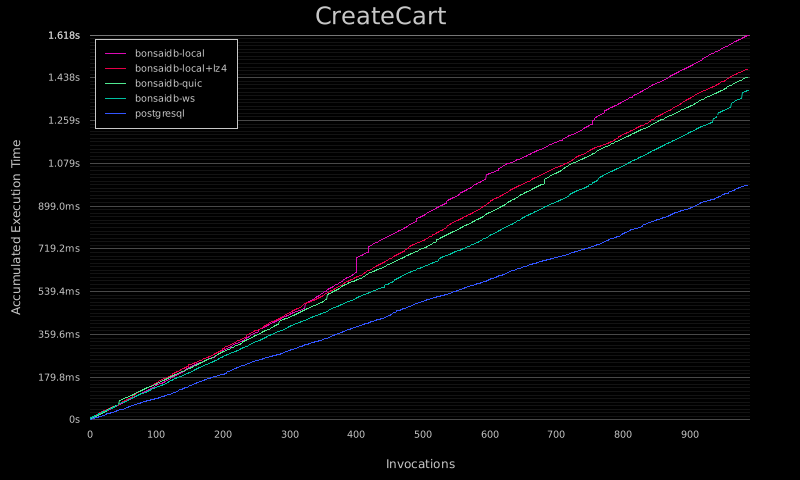 CreateCart
1.618s
1.438s
1.259s
1.079s
899.0ms
719.2ms
539.4ms
359.6ms
179.8ms
0s
Accumulated Execution Time
bonsaidb-local
bonsaidb-local+lz4
bonsaidb-quic
bonsaidb-ws
postgresql
0 100 200 300 400 500 600 700 800 900
Invocations